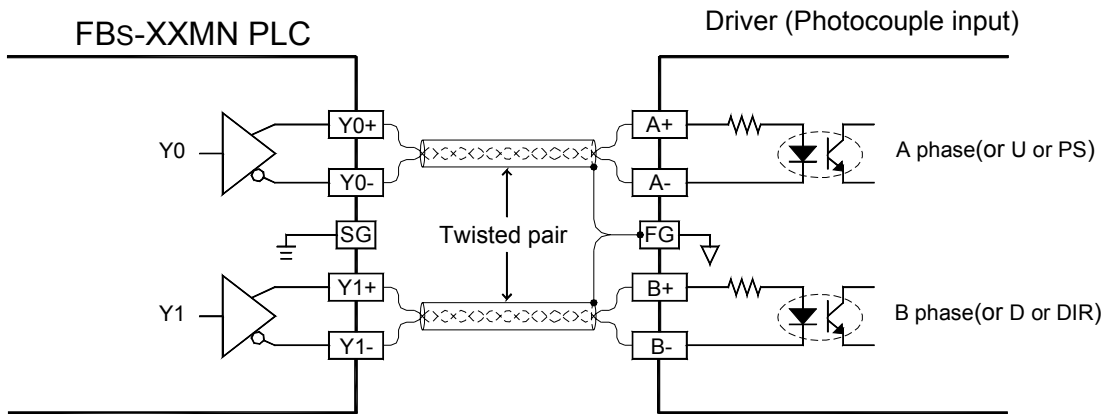 FBs-XXMN PLC
Driver (Photocouple input)
Y0
Y0+
Y0-
SG
Y1
Y1+
Y1-
Twisted pair
A+
A-
FG
B+
B-
A phase(or U or PS)
B phase(or D or DIR)